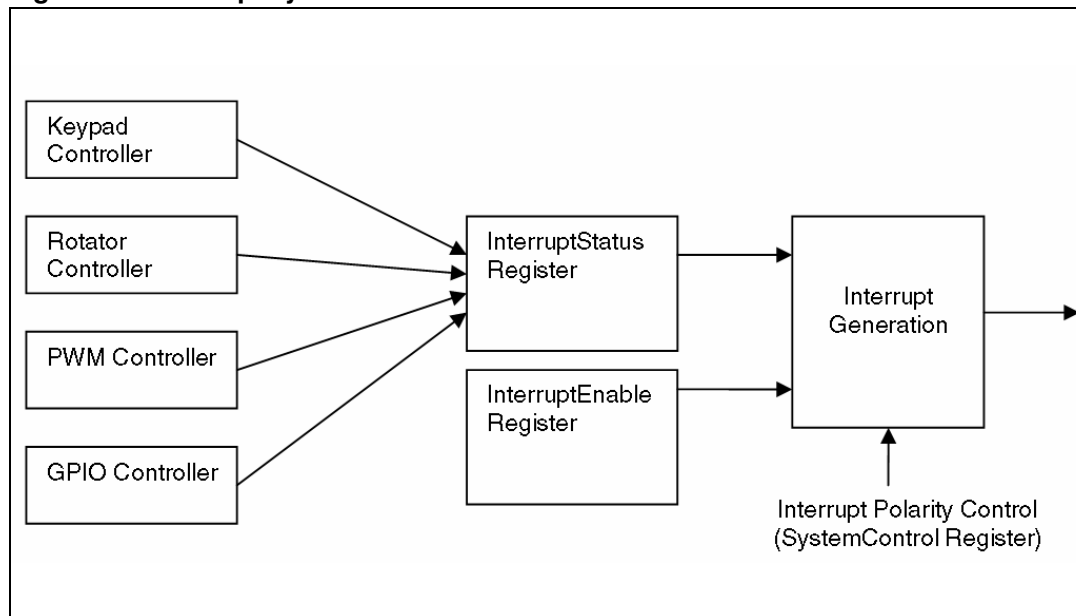 Keypad
Controller
Rotator
Controller
PWM Controller
GPIO Controller
InterruptStatus
Register
InterruptEnable
Register
Interrupt
Generation
Interrupt Polarity Control
(SystemControl Register)